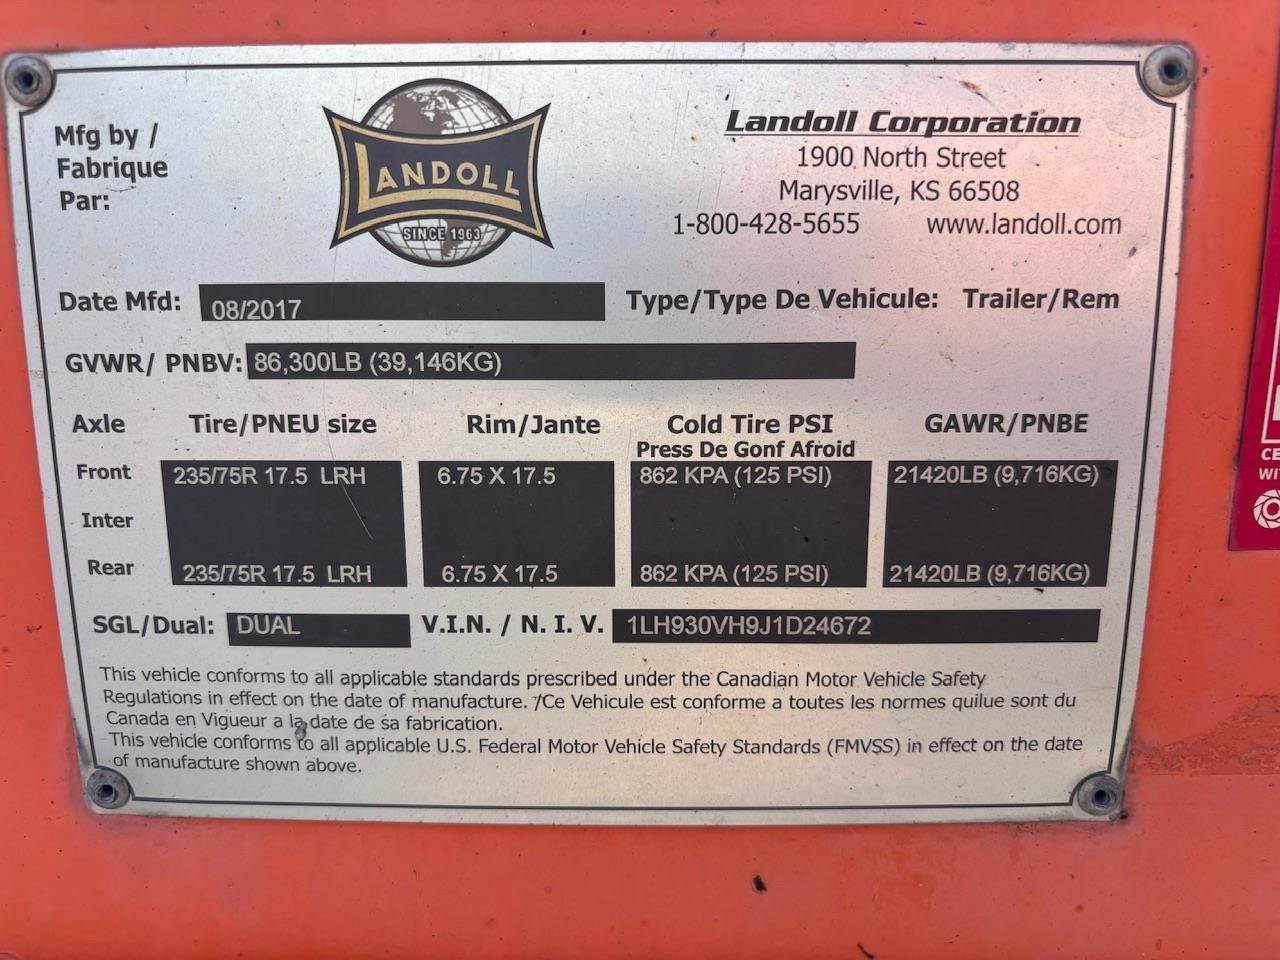 Mfg by /
Fabrique
Par:
LANDOLL
SINCE 1963
Landoll Corporation
1900 North Street
Marysville, KS 66508
1-800-428-5655 www.landoll.com
Date Mfd: 08/2017 Type/Type De Vehicule: Trailer/Rem
GVWR/ PNBV: 86,300LB (39,146KG)
Axle Tire/PNEU size Rim/Jante Cold Tire PSI GAWR/PNBE
Press De Gonf Afroid
Front 235/75R 17.5 LRH 6.75 X 17.5 862 KPA (125 PSI) 21420LB (9,716KG)
Inter
Rear 235/75R 17.5 LRH 6.75 X 17.5 862 KPA (125 PSI) 21420LB (9,716KG)
SGL/Dual: DUAL V.I.N. / N. I. V. 1LH930VH9J1D24672
This vehicle conforms to all applicable standards prescribed under the Canadian Motor Vehicle Safety
Regulations in effect on the date of manufacture. /Ce Vehicule est conforme a toutes les normes quilue sont du
Canada en Vigueur a la date de sa fabrication.
This vehicle conforms to all applicable U.S. Federal Motor Vehicle Safety Standards (FMVSS) in effect on the date
of manufacture shown above.